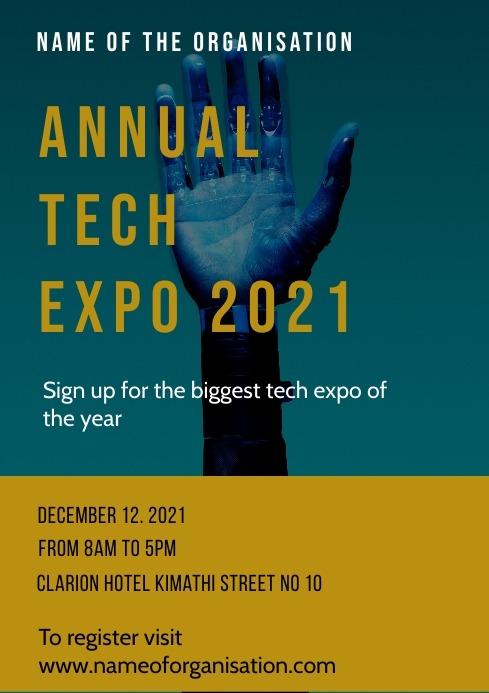 NAME OF THE ORGANISATION
ANNUAL
TECH
EXPO 2021
Sign up for the biggest tech expo of
the year
DECEMBER 12. 2021
FROM 8AM TO 5PM
CLARION HOTEL KIMATHI STREET NO 10
To register visit
www.nameoforganisation.com